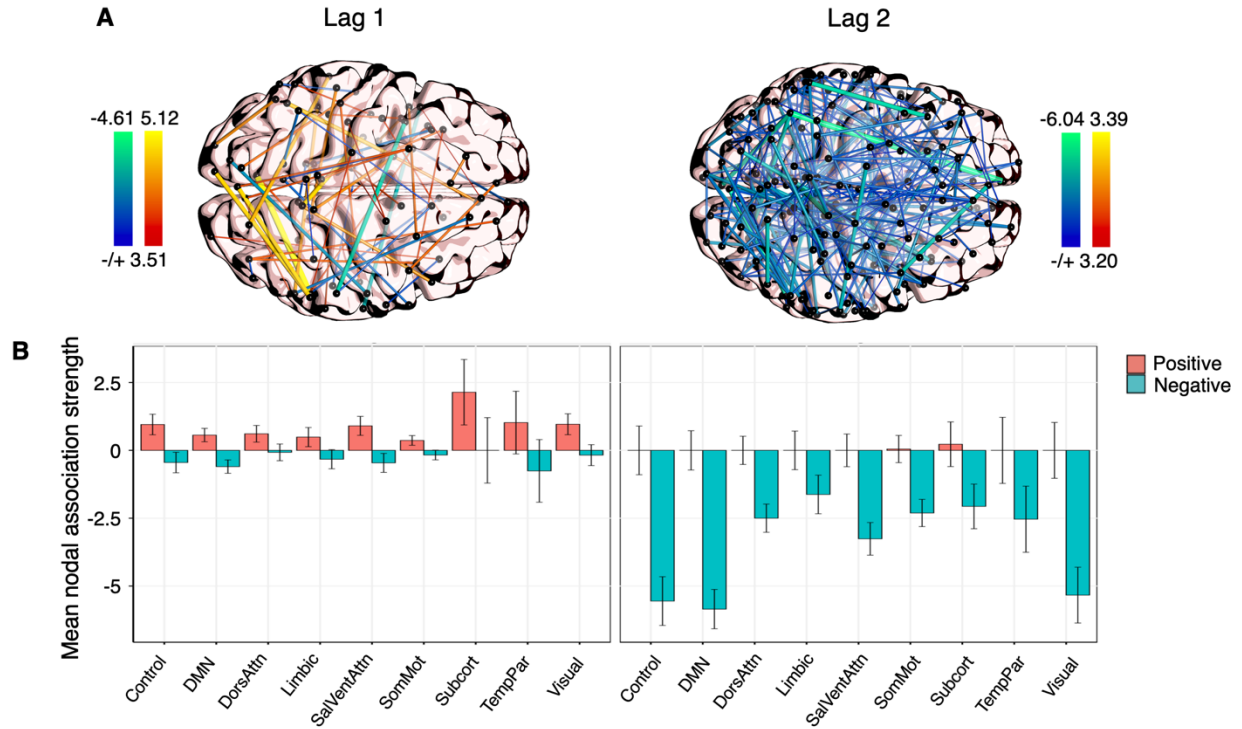 A
Lag 1
Lag 2
-4.61 5.12
-/+ 3.51
-6.04 3.39
-/+ 3.20
B
Mean nodal association strength
2.5
0
-2.5
-5
Positive
Negative
Control
DMN
DorsAttn
Limbic
SalVentAttn
SomMot
Subcort
TempPar
Visual
Control
DMN
DorsAttn
Limbic
SalVentAttn
SomMot
Subcort
TempPar
Visual